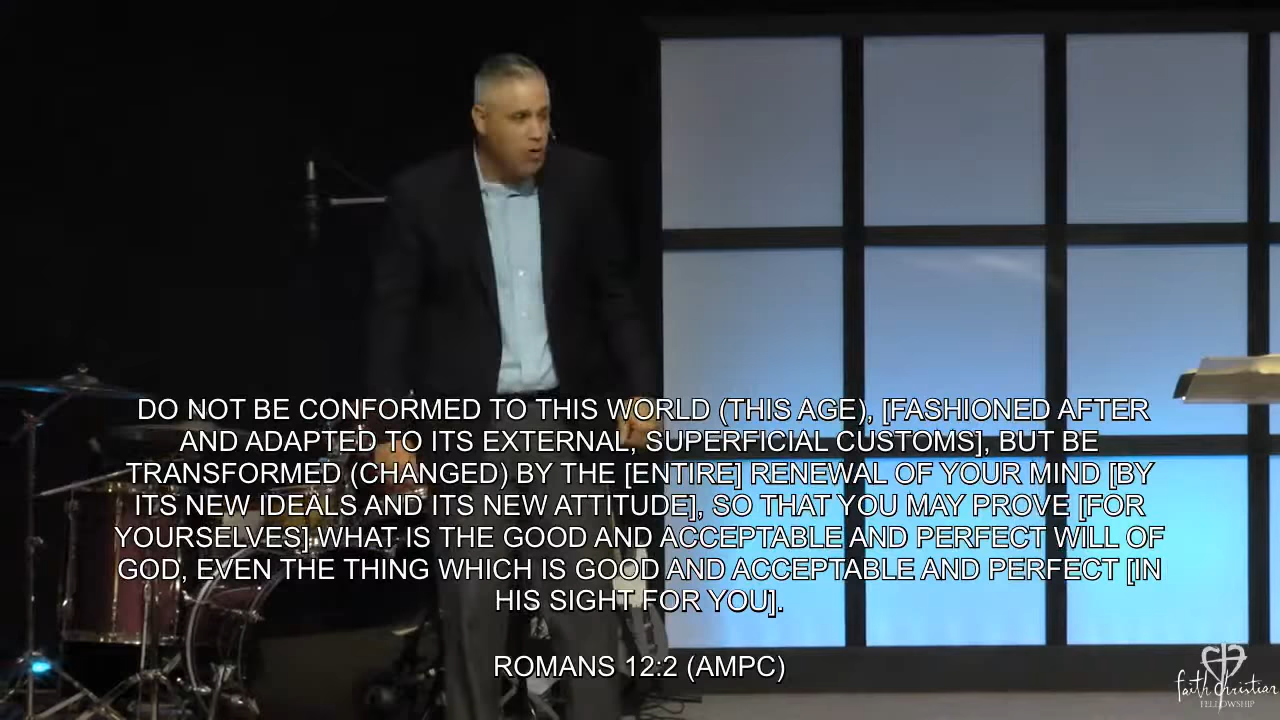 DO NOT BE CONFORMED TO THIS WORLD (THIS AGE), [FASHIONED AFTER
AND ADAPTED TO ITS EXTERNAL, SUPERFICIAL CUSTOMS], BUT BE
TRANSFORMED (CHANGED) BY THE [ENTIRE] RENEWAL OF YOUR MIND [BY
ITS NEW IDEALS AND ITS NEW ATTITUDE], SO THAT YOU MAY PROVE [FOR
YOURSELVES] WHAT IS THE GOOD AND ACCEPTABLE AND PERFECT WILL OF
GOD, EVEN THE THING WHICH IS GOOD AND ACCEPTABLE AND PERFECT [IN
HIS SIGHT FOR YOU].
ROMANS 12:2 (AMPC)
faith christian
FELLOWSHIP